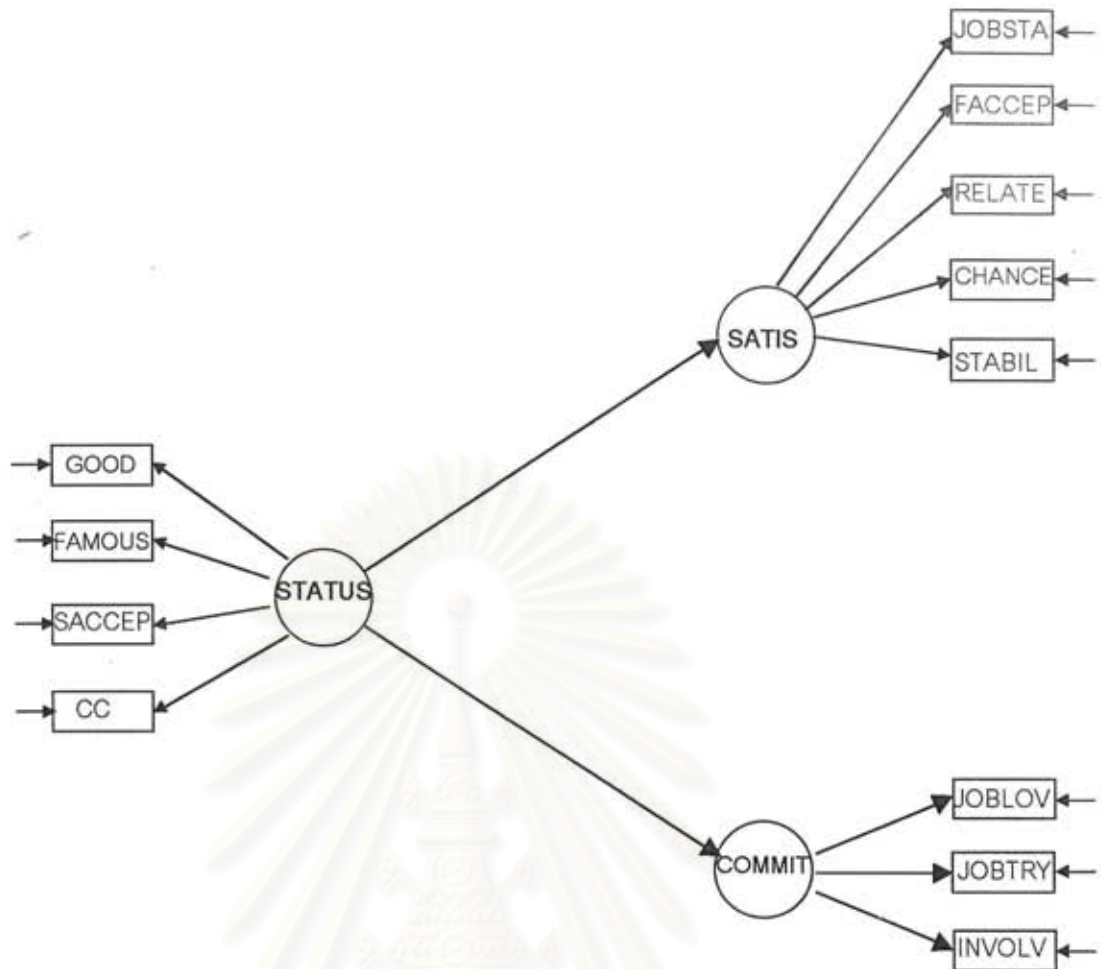 JOBSTA
FACCEP
RELATE
CHANCE
STABIL
SATIS
GOOD
FAMOUS
SACCEP
CC
STATUS
COMMIT
JOBLOV
JOBTRY
INVOLV